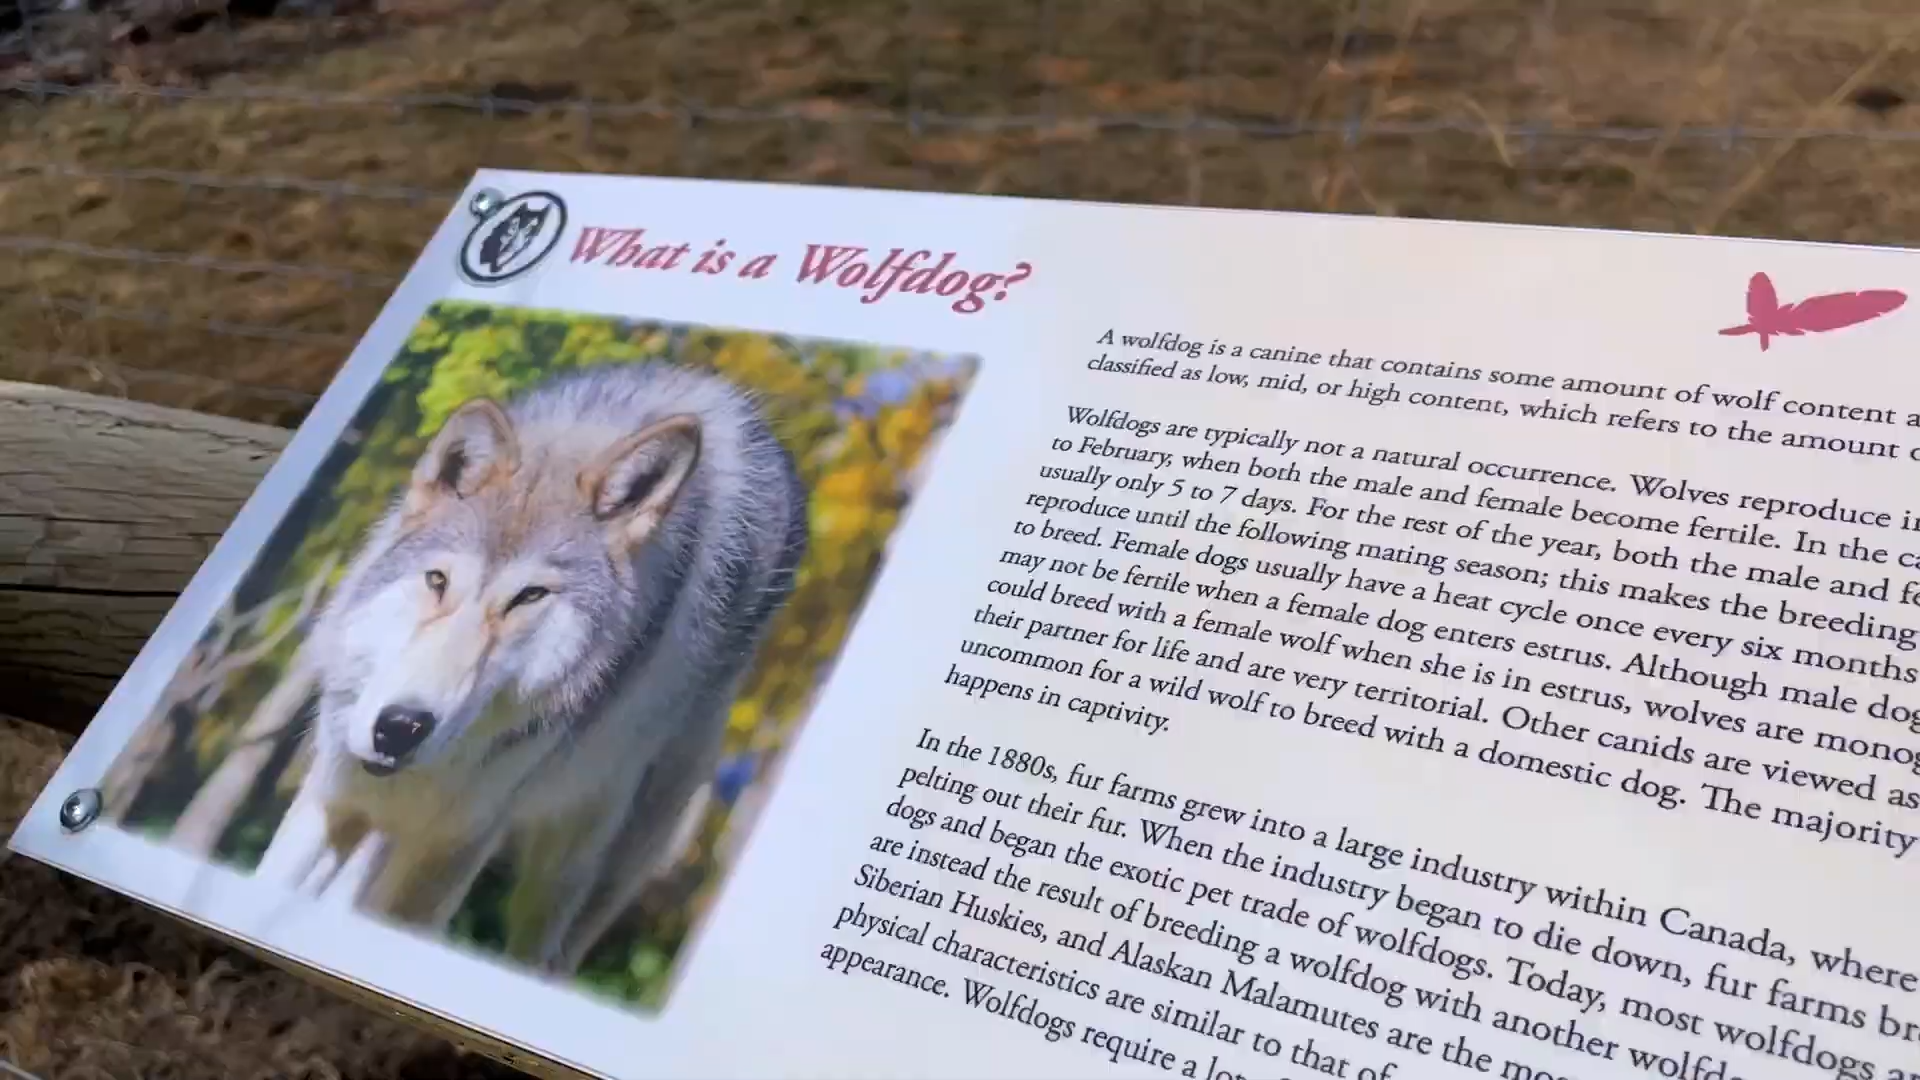 What is a Wolfdog?
A wolfdog is a canine that contains some amount of wolf content
classified as low, mid, or high content, which refers to the amount
Wolfdogs are typically not a natural occurrence. Wolves reproduce
to February, when both the male and female become fertile. In the
usually only 5 to 7 days. For the rest of the year, both the male and
reproduce until the following mating season; this makes the breeding
to breed. Female dogs usually have a heat cycle once every six months
may not be fertile when a female dog enters estrus. Although male
could breed with a female wolf when she is in estrus, wolves are
their partner for life and are very territorial. Other canids are viewed as
uncommon for a wild wolf to breed with a domestic dog. The majority
happens in captivity.
In the 1880s, fur farms grew into a large industry within Canada, where
pelting out their fur. When the industry began to die down, fur farms
dogs and began the exotic pet trade of wolfdogs. Today, most wolfdogs
are instead the result of breeding a wolfdog with another
Siberian Huskies, and Alaskan Malamutes are the
physical characteristics are similar to that of
appearance. Wolfdogs require a